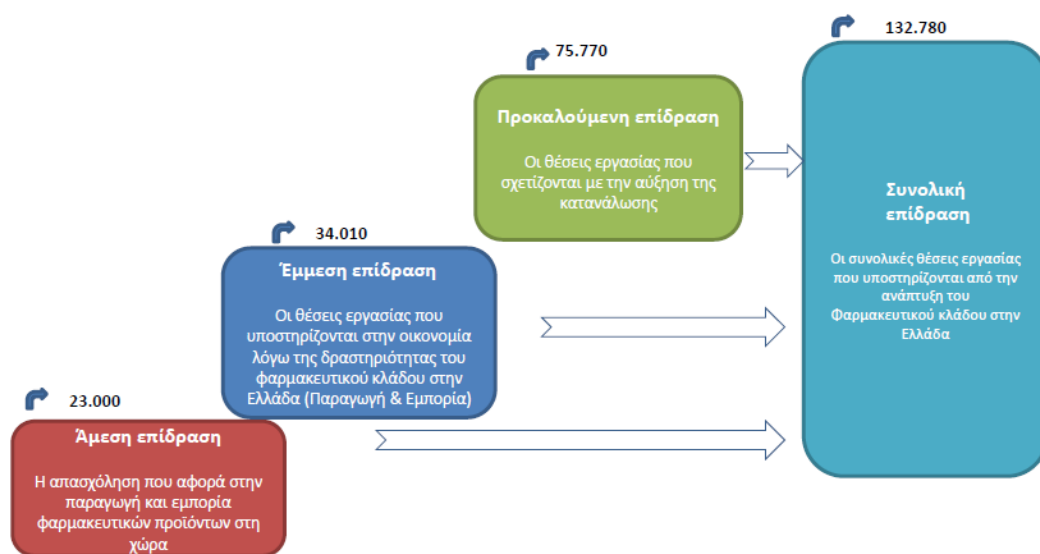 132.780
75.770
Προκαλούμενη επίδραση
Οι θέσεις εργασίας που
σχετίζονται με την αύξηση της
κατανάλωσης
Συνολική
επίδραση
Οι συνολικές θέσεις εργασίας
που υποστηρίζονται από την
ανάπτυξη του
Φαρμακευτικού κλάδου στην
Ελλάδα
34.010
Έμμεση επίδραση
Οι θέσεις εργασίας που
υποστηρίζονται στην οικονομία
λόγω της δραστηριότητας του
φαρμακευτικού κλάδου στην
Ελλάδα (Παραγωγή & Εμπορία)
23.000
Άμεση επίδραση
Η απασχόληση που αφορά στην
παραγωγή και εμπορία
φαρμακευτικών προϊόντων στη
χώρα